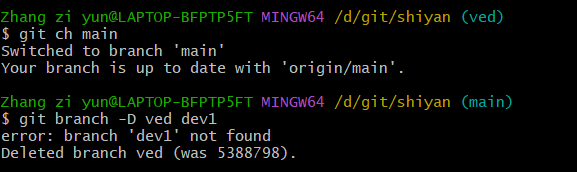 Zhang zi yun@LAPTOP-BFPTP5FT MINGW64 /d/git/shiyan (ved)
$ git ch main
Switched to branch 'main'
Your branch is up to date with 'origin/main'.
Zhang zi yun@LAPTOP-BFPTP5FT MINGW64 /d/git/shiyan (main)
$ git branch -D ved dev1
error: branch 'dev1' not found
Deleted branch ved (was 5388798).